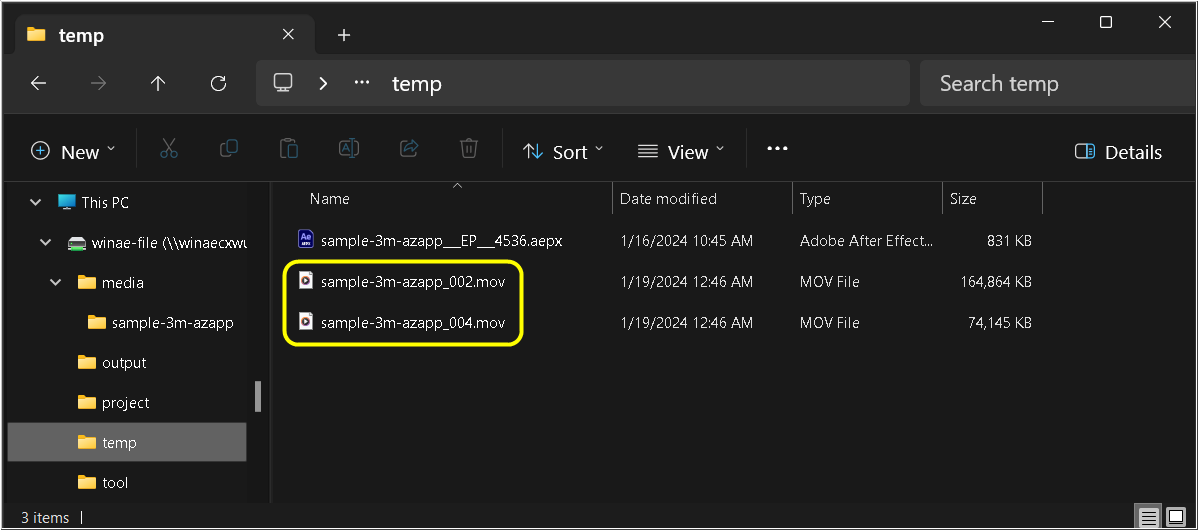 temp
temp
Search temp
New
Sort
View
Details
This PC
winae-file (\\winaecxwu
media
sample-3m-azapp
output
project
temp
tool
Name Date modified Type Size
sample-3m-azapp__EP__4536.aepx 1/16/2024 10:45 AM Adobe After Effect... 831 KB
sample-3m-azapp_002.mov 1/19/2024 12:46 AM MOV File 164,864 KB
sample-3m-azapp_004.mov 1/19/2024 12:46 AM MOV File 74,145 KB
3 items